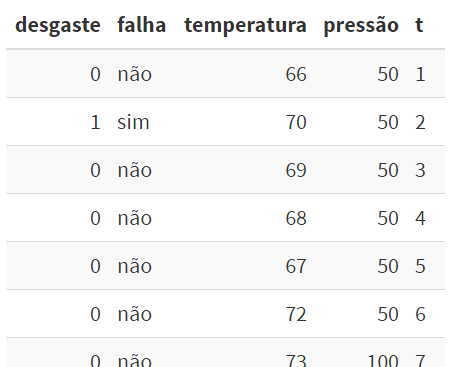 desgaste falha temperatura pressão t
0 não 66 50 1
1 sim 70 50 2
0 não 69 50 3
0 não 68 50 4
0 não 67 50 5
0 não 72 50 6
0 não 73 100 7